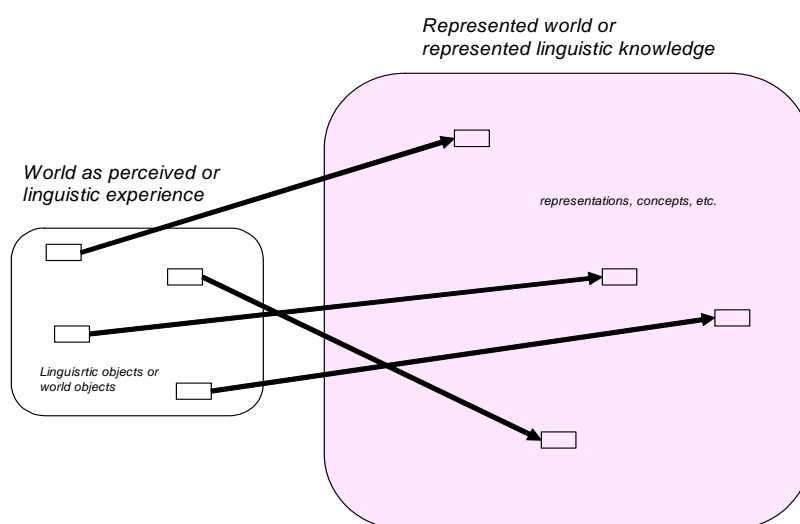 Represented world or
represented linguistic knowledge
World as perceived or
linguistic experience
representations, concepts, etc.
Linguisrtic objects or
world objects